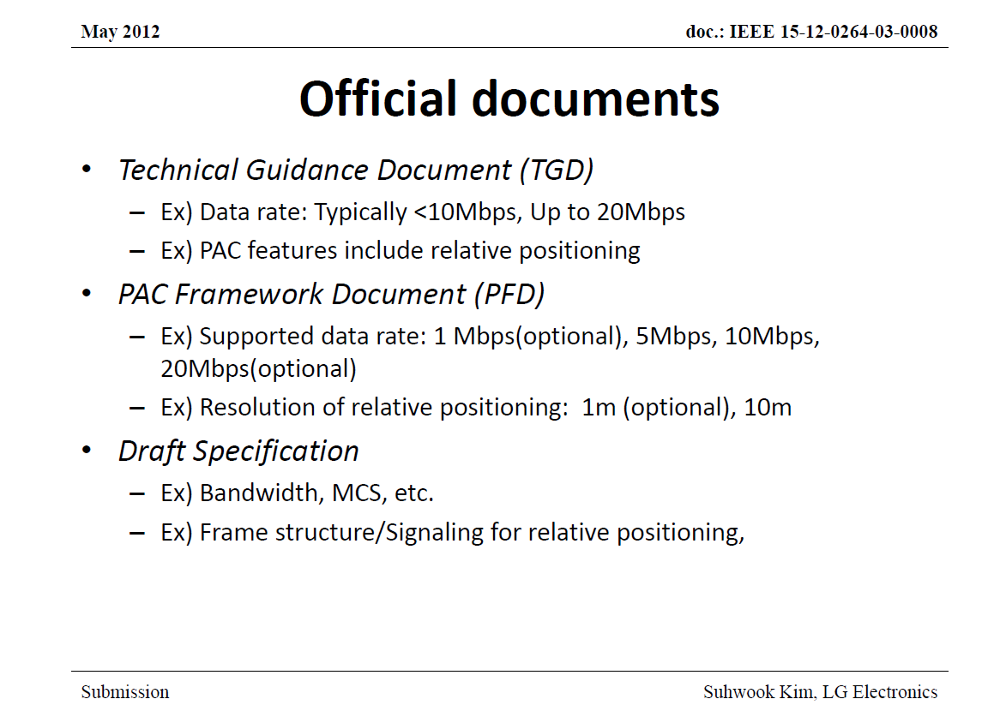 May 2012 doc.: IEEE 15-12-0264-03-0008
Official documents
• Technical Guidance Document (TGD)
– Ex) Data rate: Typically <10Mbps, Up to 20Mbps
– Ex) PAC features include relative positioning
• PAC Framework Document (PFD)
– Ex) Supported data rate: 1 Mbps(optional), 5Mbps, 10Mbps,
20Mbps(optional)
– Ex) Resolution of relative positioning:  1m (optional), 10m
• Draft Specification
– Ex) Bandwidth, MCS, etc.
– Ex) Frame structure/Signaling for relative positioning,
Submission Suhwook Kim, LG Electronics